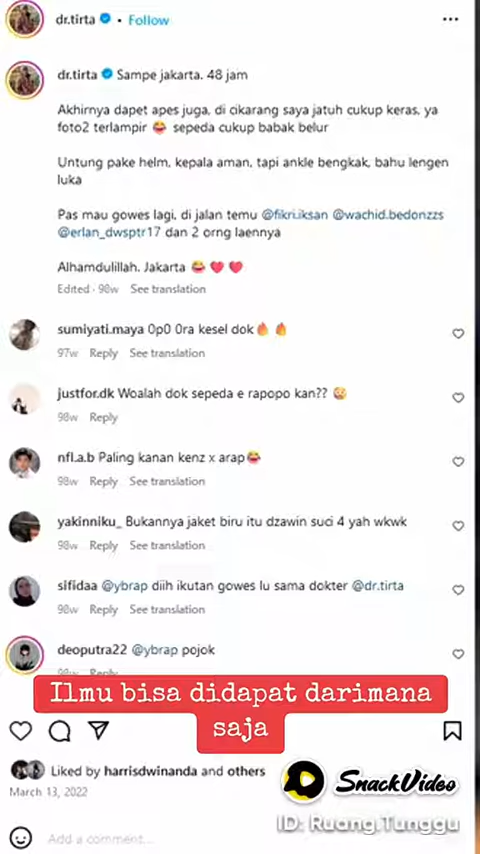 dr.tirta • Follow
dr.tirta Sampe jakarta. 48 jam
Akhirnya dapet apes juga, di cikarang saya jatuh cukup keras, ya
foto2 terlampir 😂 sepeda cukup babak belur
Untung pake helm, kepala aman, tapi ankle bengkak, bahu lengen
luka
Pas mau gowes lagi, di jalan temu @fikri.iksan @wachid.bedonzzs
@erlan_dwsptr17 dan 2 orng laennya
Alhamdulillah. Jakarta 😂 ❤️ ❤️
Edited · 98w See translation
sumiyati.maya 0p0 0ra kesel dok🔥 🔥
97w Reply See translation
justfor.dk Woalah dok sepeda e rapopo kan??
98w Reply
nfl.a.b Paling kanan kenz x arap😂
98w Reply See translation
yakinniku_ Bukannya jaket biru itu dzawin suci 4 yah wkwk
98w Reply See translation
sifidaa @ybrap diih ikutan gowes lu sama dokter @dr.tirta
98w Reply See translation
deoputra22 @ybrap pojok
98w Reply
Ilmu bisa didapat darimana
saja
Liked by harrisdwinanda and others
March 13, 2022
SnackVideo
ID: Ruang.Tunggu
Add a comment...